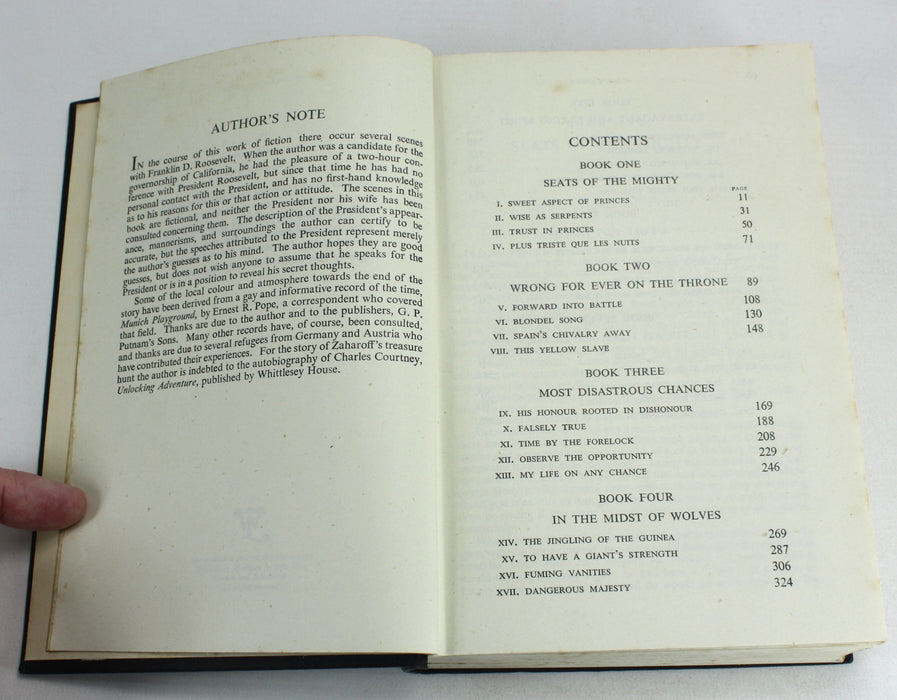 AUTHOR'S NOTE
IN the course of this work of fiction there occur several scenes
with Franklin D. Roosevelt. When the author was a candidate for the
governorship of California, he had the pleasure of a two-hour con-
ference with President Roosevelt, but since that time he has had no
personal contact with the President, and has no first-hand knowledge
as to his reasons for this or that action or attitude. The scenes in this
book are fictional, and neither the President nor his wife has been
consulted concerning them. The description of the President's appear-
ance, mannerisms, and surroundings the author can certify to be
accurate, but the speeches attributed to the President represent merely
the author's guesses as to his mind. The author hopes they are good
guesses, but does not wish anyone to assume that he speaks for the
President or is in a position to reveal his secret thoughts.
Some of the local colour and atmosphere towards the end of the
story have been derived from a gay and informative record of the time,
Munich Playground, by Ernest R. Pope, a correspondent who covered
that field. Thanks are due to the author and to the publishers, G. P.
Putnam's Sons. Many other records have, of course, been consulted,
and thanks are due to several refugees from Germany and Austria who
have contributed their experiences. For the story of Zaharoff's treasure
hunt the author is indebted to the autobiography of Charles Courtney,
Unlocking Adventure, published by Whittlesey House.
CONTENTS
BOOK ONE
SEATS OF THE MIGHTY
PAGE
I. SWEET ASPECT OF PRINCES 11
II. WISE AS SERPENTS 31
III. TRUST IN PRINCES 50
IV. PLUS TRISTE QUE LES NUITS 71
BOOK TWO
WRONG FOR EVER ON THE THRONE 89
V. FORWARD INTO BATTLE 108
VI. BLONDEL SONG 130
VII. SPAIN'S CHIVALRY AWAY 148
VIII. THIS YELLOW SLAVE
BOOK THREE
MOST DISASTROUS CHANCES
IX. HIS HONOUR ROOTED IN DISHONOUR 169
X. FALSELY TRUE 188
XI. TIME BY THE FORELOCK 208
XII. OBSERVE THE OPPORTUNITY 229
XIII. MY LIFE ON ANY CHANCE 246
BOOK FOUR
IN THE MIDST OF WOLVES
XIV. THE JINGLING OF THE GUINEA 269
XV. TO HAVE A GIANT'S STRENGTH 287
XVI. FUMING VANITIES 306
XVII. DANGEROUS MAJESTY 324